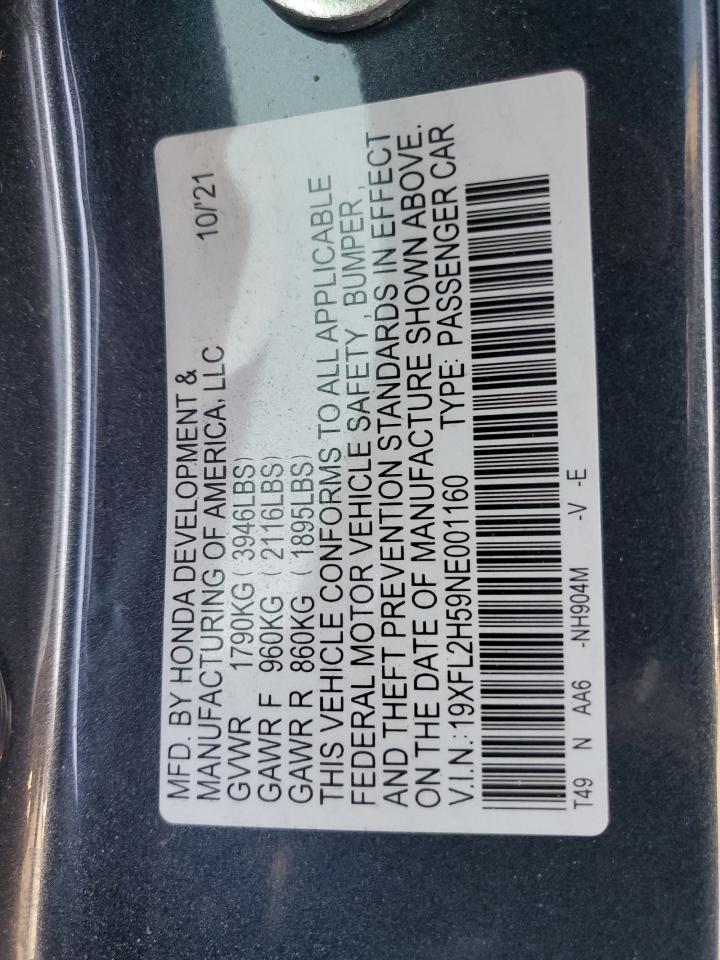 MFD. BY HONDA DEVELOPMENT &
MANUFACTURING OF AMERICA, LLC 10/'21
GVWR 1790KG ( 3946LBS)
GAWR F 960KG ( 2116LBS)
GAWR R 860KG ( 1895LBS)
THIS VEHICLE CONFORMS TO ALL APPLICABLE
FEDERAL MOTOR VEHICLE SAFETY , BUMPER ,
AND THEFT PREVENTION STANDARDS IN EFFECT
ON THE DATE OF MANUFACTURE SHOWN ABOVE.
V.I.N.:19XFL2H59NE001160 TYPE: PASSENGER CAR
T49 N AA6 -NH904M -V -E